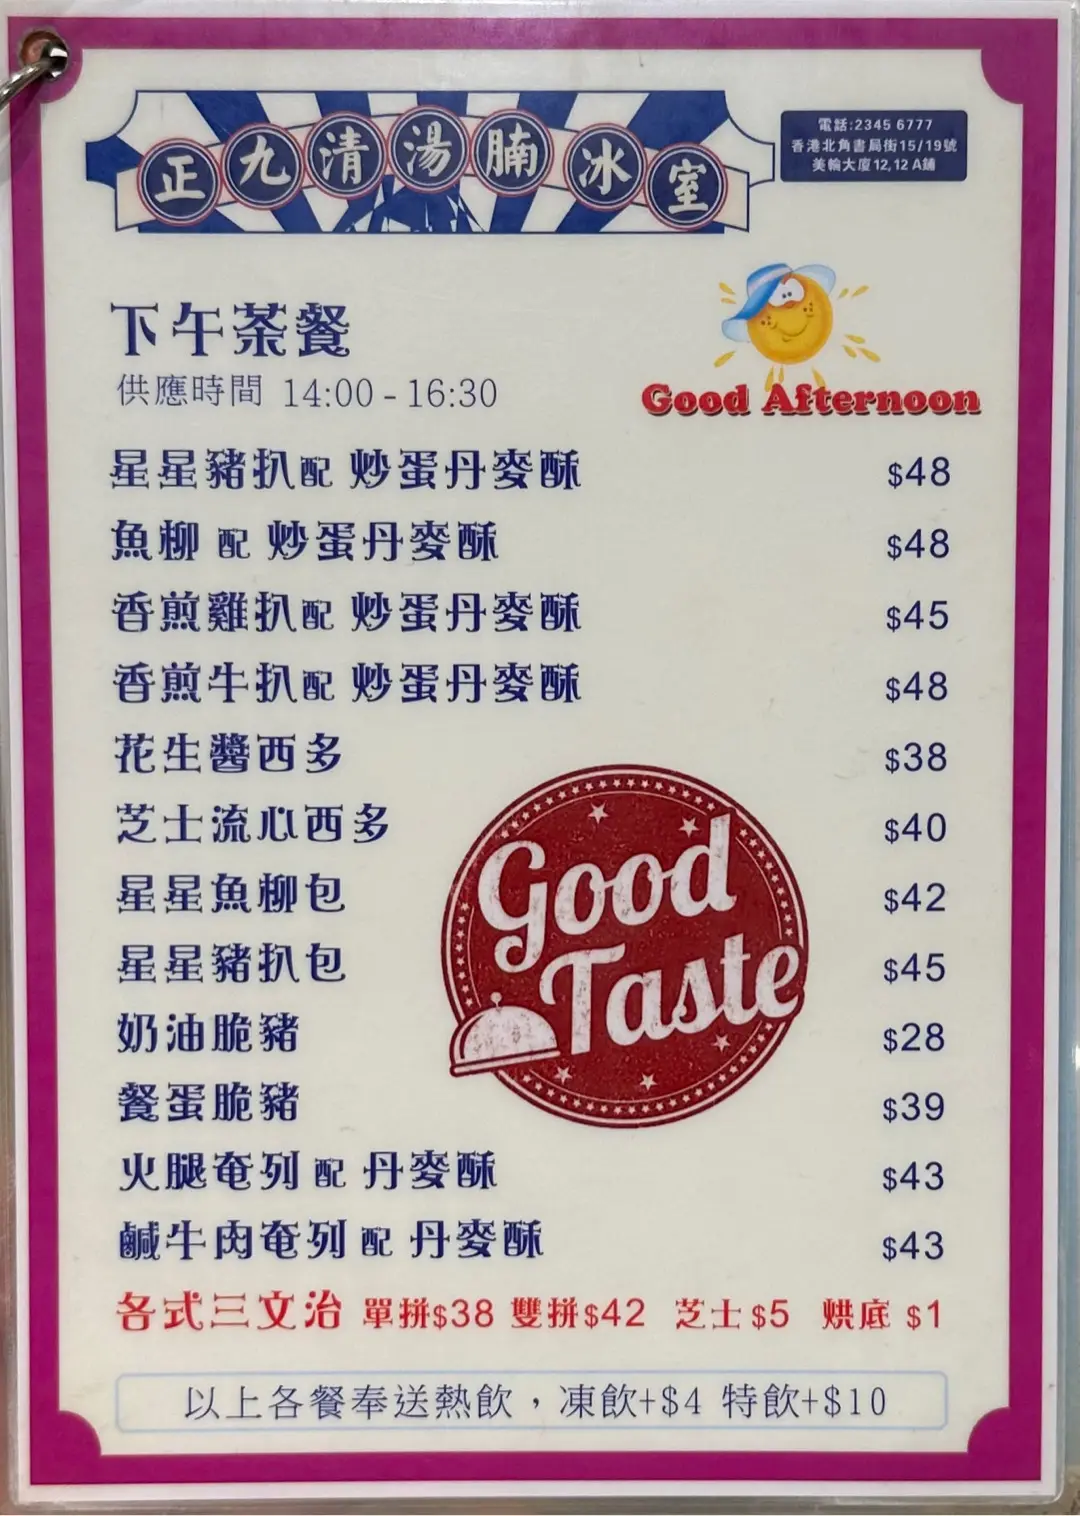 正九清湯腩冰室
電話:2345 6777
香港北角書局街15/19號
美輪大廈12,12 A舖
下午茶餐
供應時間 14:00 - 16:30
Good Afternoon
星星豬扒配 炒蛋丹麥酥 $48
魚柳 配 炒蛋丹麥酥 $48
香煎雞扒配 炒蛋丹麥酥 $45
香煎牛扒配 炒蛋丹麥酥 $48
花生醬西多 $38
芝士流心西多 $40
星星魚柳包 $42
星星豬扒包 $45
奶油脆豬 $28
餐蛋脆豬 $39
火腿奄列 配 丹麥酥 $43
鹹牛肉奄列 配 丹麥酥 $43
Good
Taste
各式三文治 單拼$38 雙拼$42 芝士$5 烘底 $1
以上各餐奉送熱飲，凍飲+$4 特飲+$10